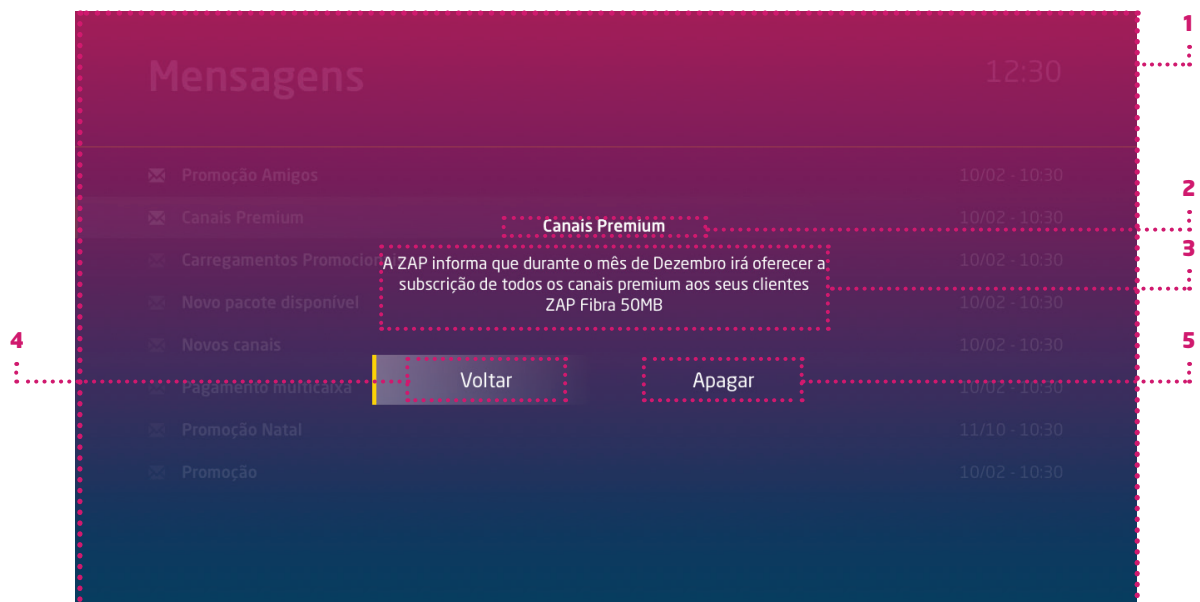 1
Mensagens 12:30
Promoção Amigos 10/02 - 10:30
2
Canais Premium 10/02 - 10:30
Canais Premium
3
Carregamentos Promocionais 10/02 - 10:30
A ZAP informa que durante o mês de Dezembro irá oferecer a
subscrição de todos os canais premium aos seus clientes
ZAP Fibra 50MB
Novo pacote disponível 10/02 - 10:30
4
Novos canais 10/02 - 10:30
5
Voltar Apagar
Pagamento multicaixa 10/02 - 10:30
Promoção Natal 11/10 - 10:30
Promoção 10/02 - 10:30